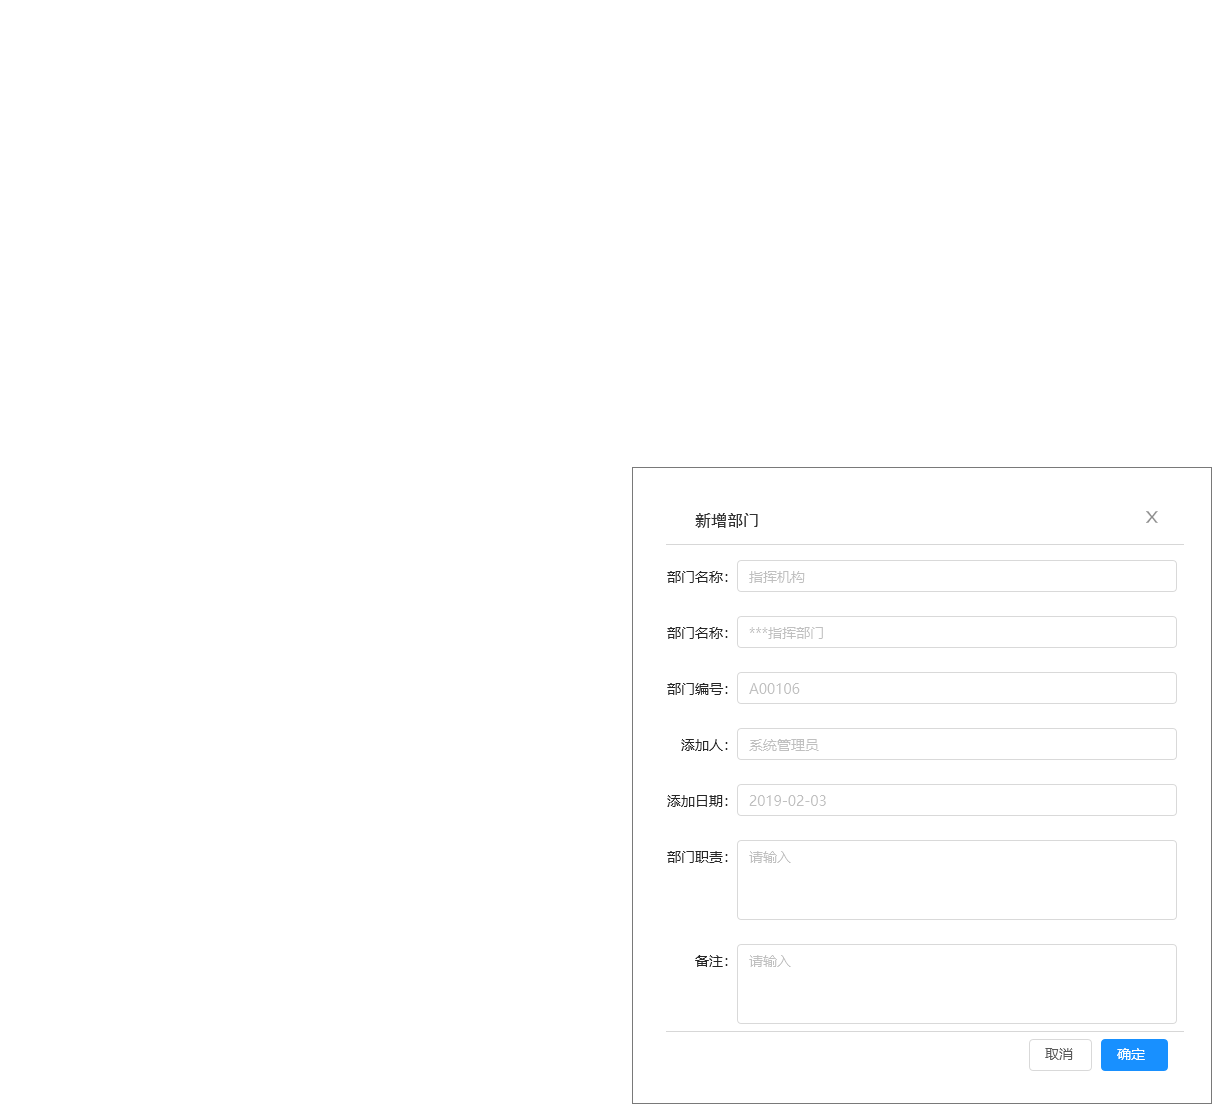 新增部门 X
部门名称： 指挥机构
部门名称： ***指挥部门
部门编号： A00106
添加人： 系统管理员
添加日期： 2019-02-03
部门职责： 请输入
备注： 请输入
取消 确定